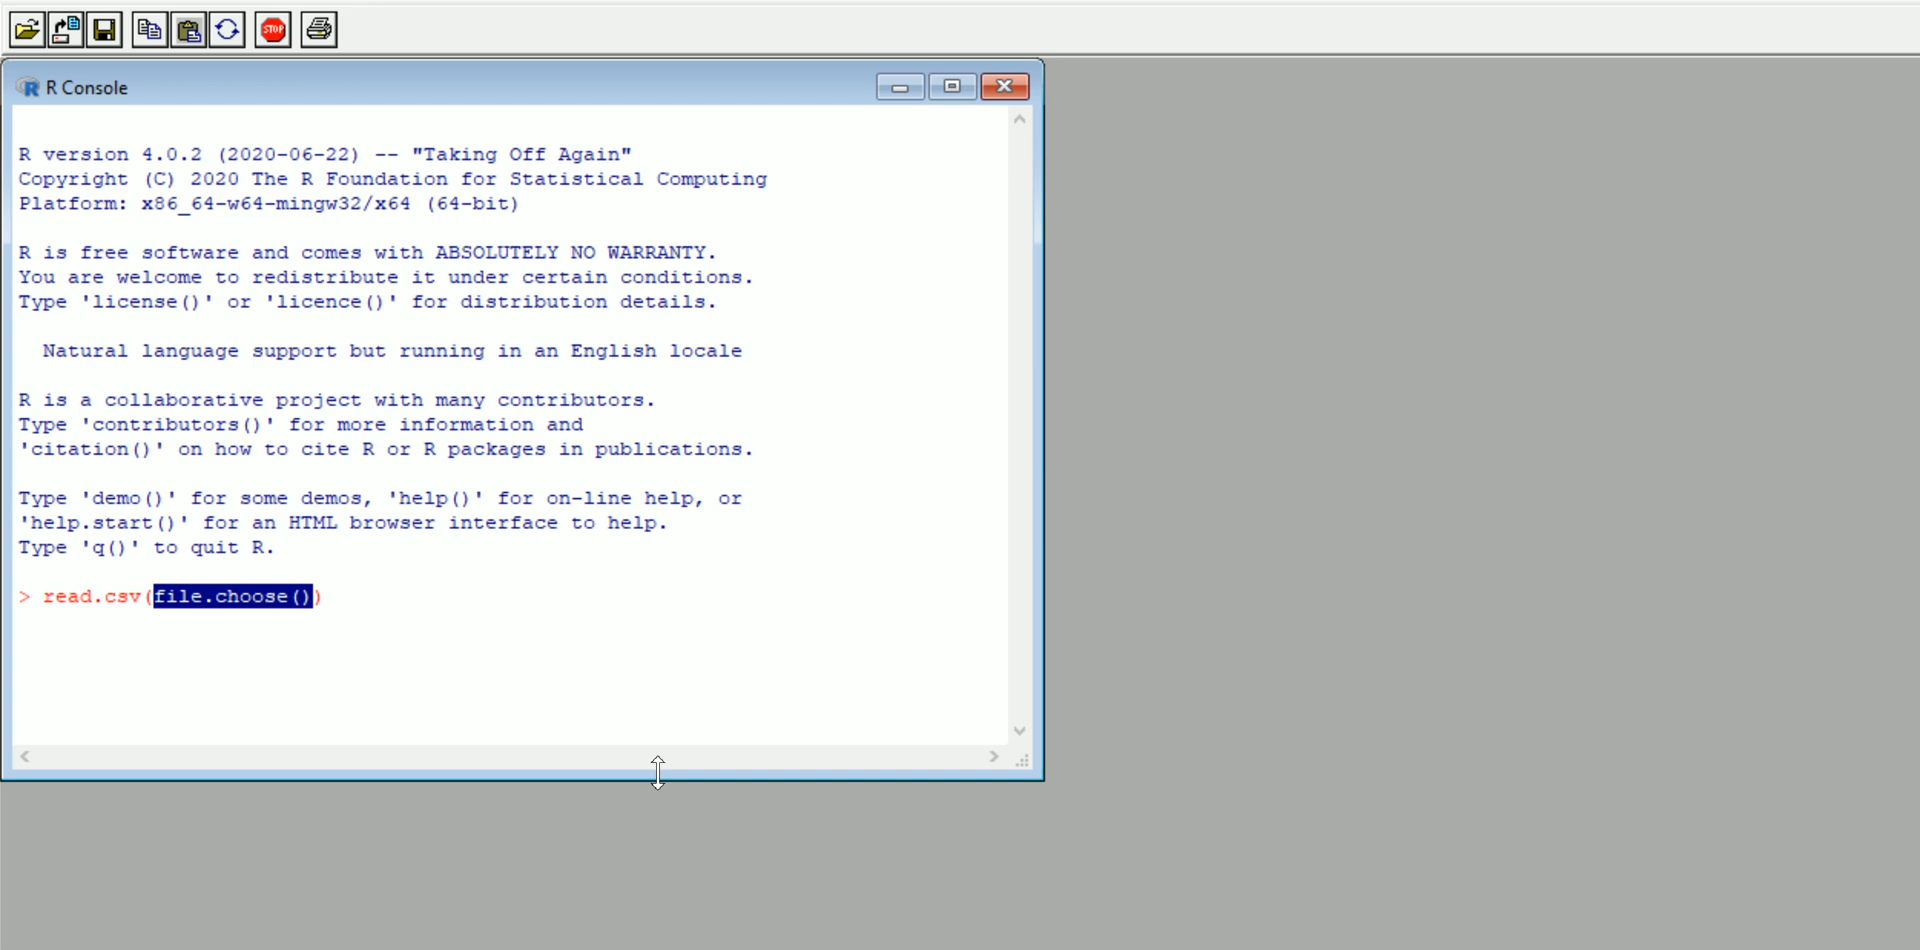 STOP
R Console
R version 4.0.2 (2020-06-22) -- "Taking Off Again"
Copyright (C) 2020 The R Foundation for Statistical Computing
Platform: x86_64-w64-mingw32/x64 (64-bit)
R is free software and comes with ABSOLUTELY NO WARRANTY.
You are welcome to redistribute it under certain conditions.
Type 'license()' or 'licence()' for distribution details.
Natural language support but running in an English locale
R is a collaborative project with many contributors.
Type 'contributors()' for more information and
'citation()' on how to cite R or R packages in publications.
Type 'demo()' for some demos, 'help()' for on-line help, or
'help.start()' for an HTML browser interface to help.
Type 'q()' to quit R.
> read.csv(file.choose())